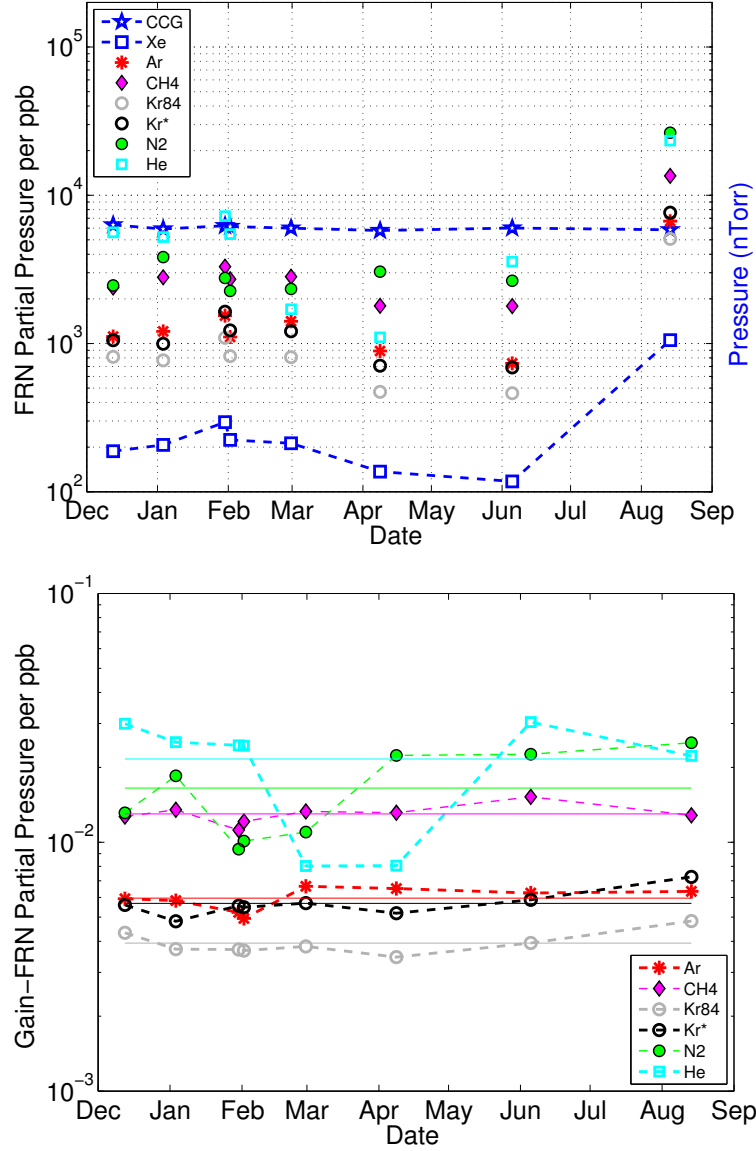 CCG
Xe
Ar
CH4
Kr84
Kr*
N2
He
10^5
10^4
10^3
10^2
FRN Partial Pressure per ppb
Pressure (nTorr)
Dec Jan Feb Mar Apr May Jun Jul Aug Sep
Date
10^−1
10^−2
10^−3
Gain−FRN Partial Pressure per ppb
Ar
CH4
Kr84
Kr*
N2
He
Dec Jan Feb Mar Apr May Jun Jul Aug Sep
Date